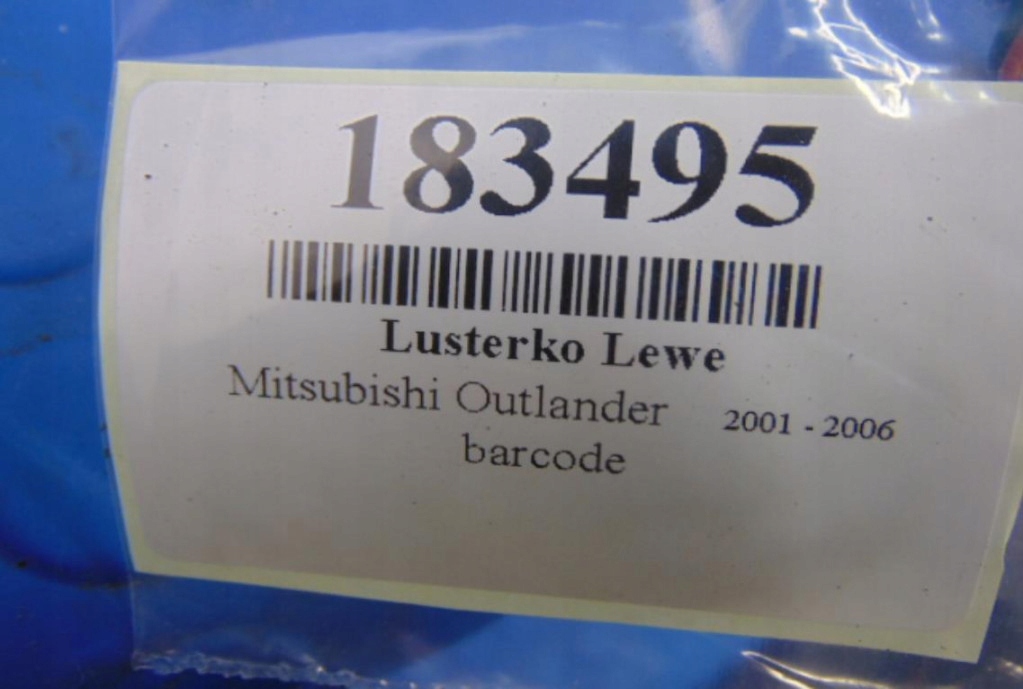 183495
Lusterko Lewe
Mitsubishi Outlander 2001 - 2006
barcode